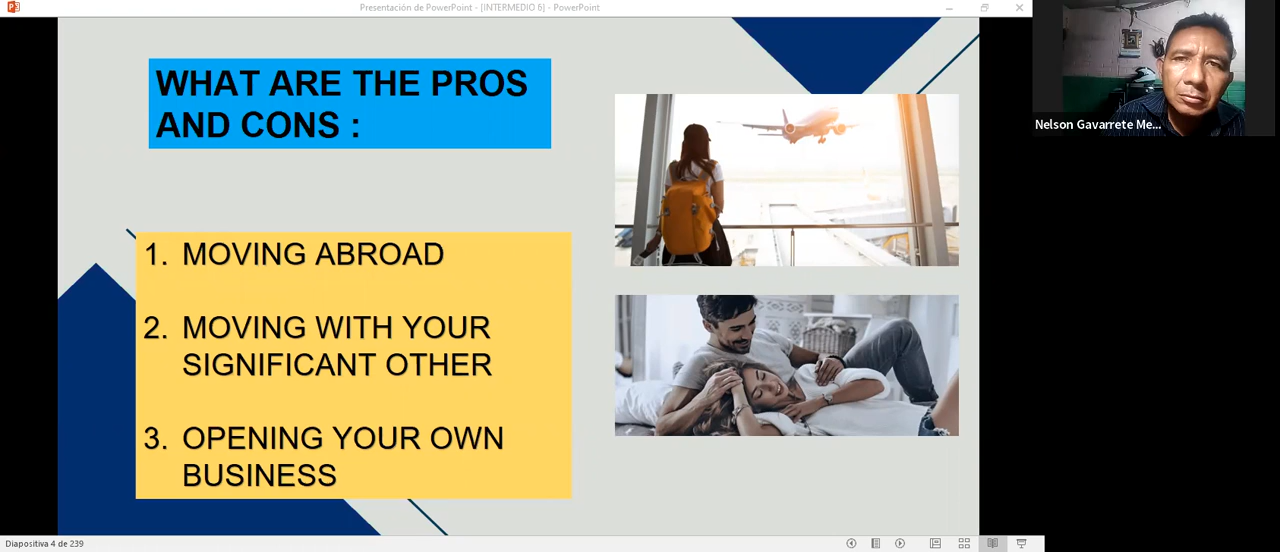 Presentación de PowerPoint - [INTERMEDIO 6] - PowerPoint
WHAT ARE THE PROS
AND CONS :
1. MOVING ABROAD
2. MOVING WITH YOUR
SIGNIFICANT OTHER
3. OPENING YOUR OWN
BUSINESS
Nelson Gavarrete Me...
Diapositiva 4 de 239